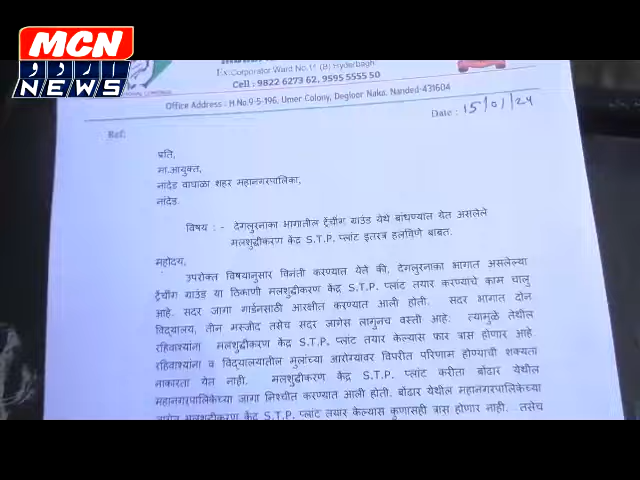 MCN
اردو
NEWS
Ex:Corporator Ward No.11 (B) Hyderbagh
Cell : 9822 6273 62, 9595 5555 50
Office Address : H.No.9-5-196, Umer Colony, Degloor Naka, Nanded-431604
Ref:
Date : 15/01/24
प्रति,
मा.आयुक्त,
नांदेड वाघाळा शहर महानगरपालिका,
नांदेड.
विषय : - देगलुरनाका भागातील ट्रेंचींग ग्राउंड येथे बांधण्यात येत असलेले
मलशुद्धीकरण केंद्र S.T.P. प्लांट इतरत्र हलविणे बाबत.
महोदय,
उपरोक्त विषयानुसार विनंती करण्यात येते की, देगलुरनाका भागात असलेल्या
ट्रेंचींग ग्राउंड या ठिकाणी मलशुद्धीकरण केंद्र S.T.P. प्लांट तयार करण्याचे काम चालु
आहे. सदर जागा गार्डनसाठी आरक्षीत करण्यात आली होती. सदर भागात दोन
विद्यालय, तीन मस्जीद तसेच सदर जागेस लागुनच वस्ती आहे. त्यामुळे तेथील
रहिवाश्यांना मलशुद्धीकरण केंद्र S.T.P. प्लांट तयार केल्यास फार त्रास होणार आहे.
रहिवाश्यांना व विद्यालयातील मुलांच्या आरोग्यावर विपरीत परिणाम होण्याची शक्यता
नाकारता येत नाही. मलशुद्धीकरण केंद्र S.T.P. प्लांट करीता बोंढार येथील
महानगरपालिकेच्या जागा निश्चीत करण्यात आली होती. बोंढार येथील महानगरपालिकेच्या
जागेत मलशुद्धीकरण केंद्र S.T.P. प्लांट तयार केल्यास कुणासही त्रास होणार नाही. तसेच